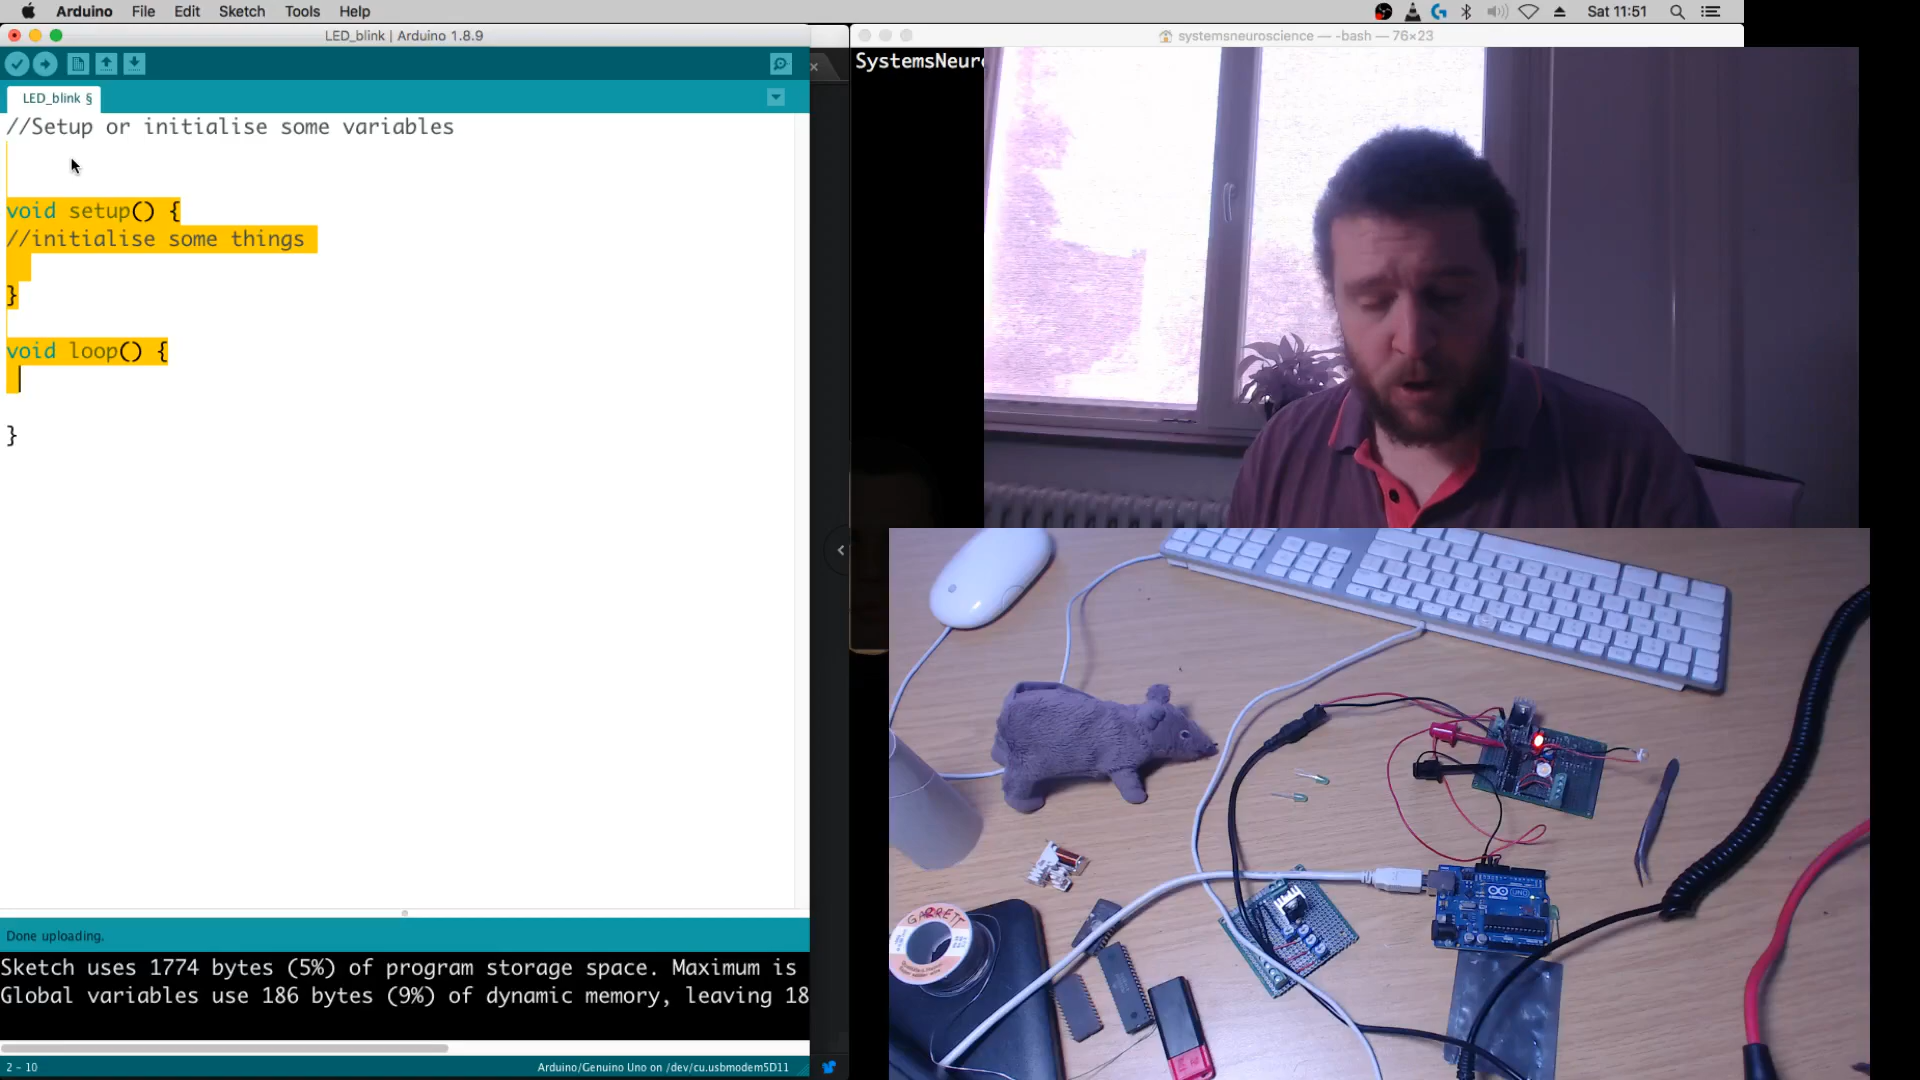 Arduino File Edit Sketch Tools Help
Sat 11:51
LED_blink | Arduino 1.8.9
systemsneuroscience — -bash — 76×23
SystemsNeuro
LED_blink §
//Setup or initialise some variables
void setup() {
//initialise some things
}
void loop() {
}
Done uploading.
Sketch uses 1774 bytes (5%) of program storage space. Maximum is
Global variables use 186 bytes (9%) of dynamic memory, leaving 18
2 - 10
Arduino/Genuino Uno on /dev/cu.usbmodem5D11
GARRETT
UNO